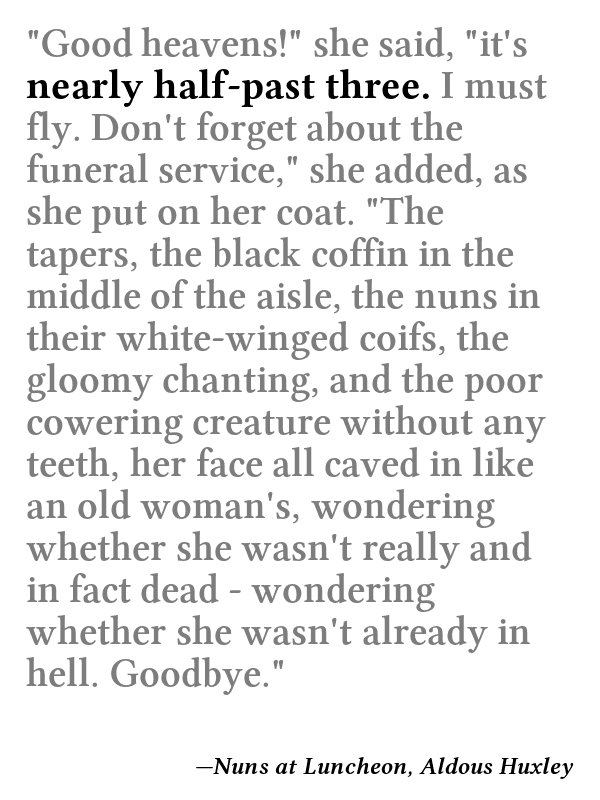 "Good heavens!" she said, "it's
nearly half-past three. I must
fly. Don't forget about the
funeral service," she added, as
she put on her coat. "The
tapers, the black coffin in the
middle of the aisle, the nuns in
their white-winged coifs, the
gloomy chanting, and the poor
cowering creature without any
teeth, her face all caved in like
an old woman's, wondering
whether she wasn't really and
in fact dead - wondering
whether she wasn't already in
hell. Goodbye."
—Nuns at Luncheon, Aldous Huxley